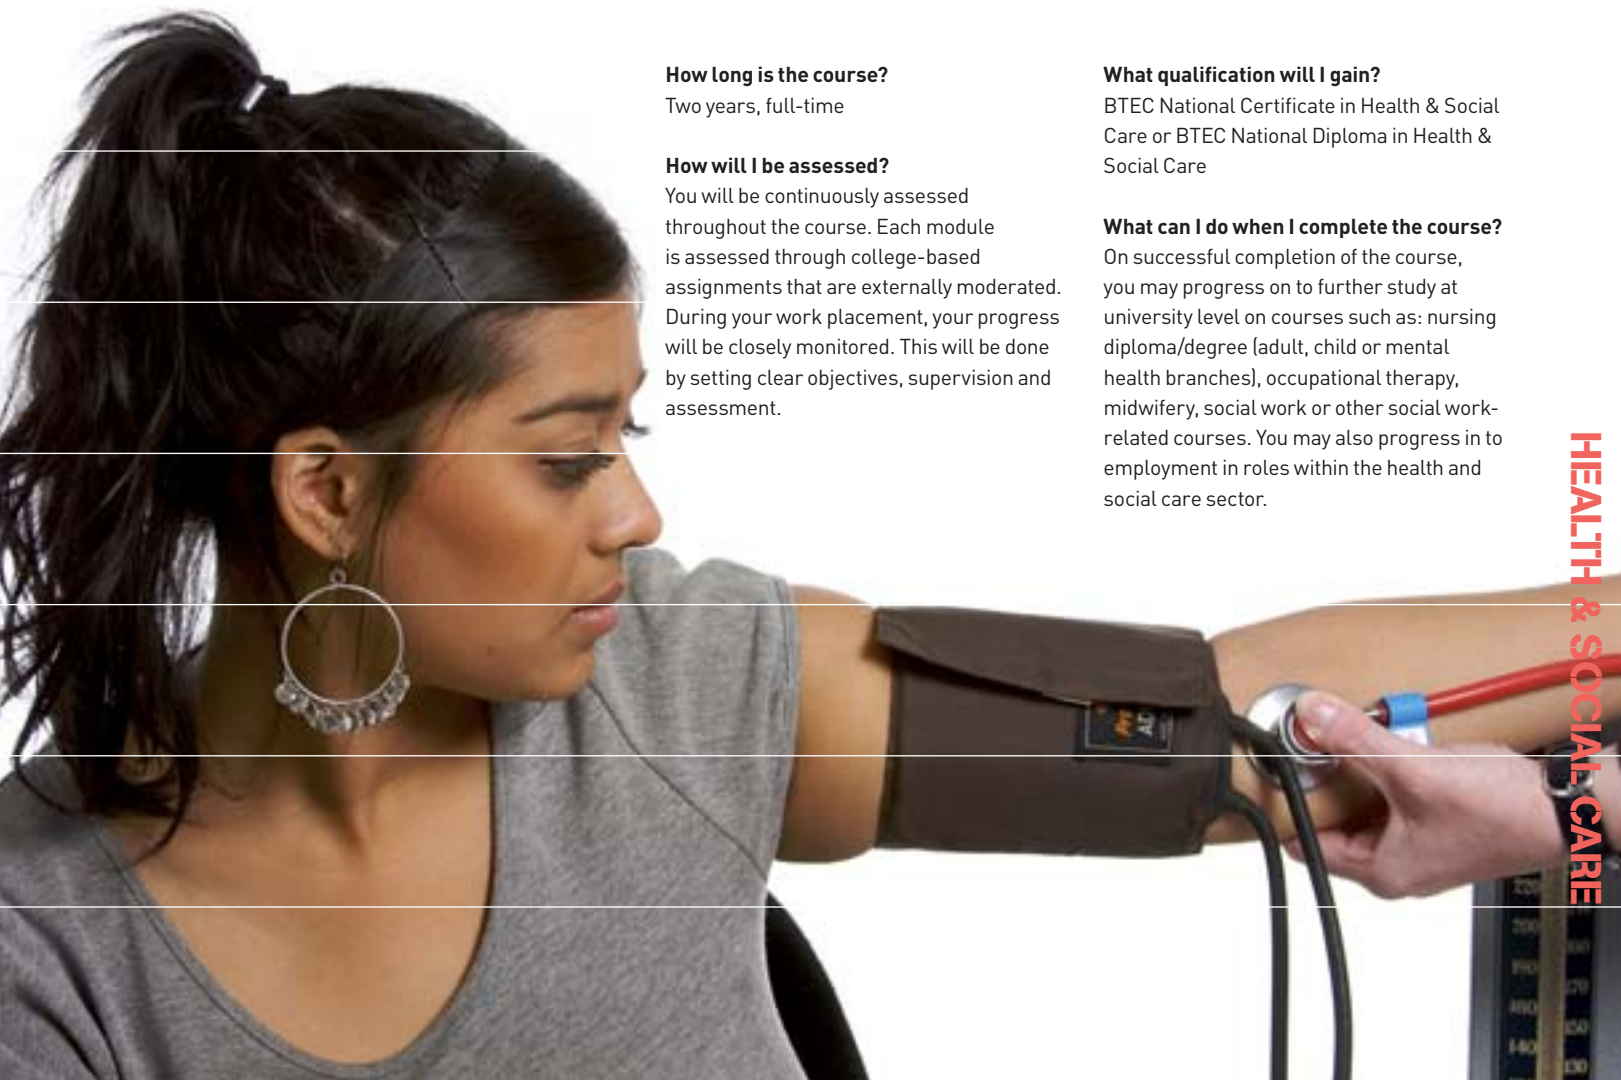 How long is the course?
Two years, full-time
How will I be assessed?
You will be continuously assessed
throughout the course. Each module
is assessed through college-based
assignments that are externally moderated.
During your work placement, your progress
will be closely monitored. This will be done
by setting clear objectives, supervision and
assessment.
What qualification will I gain?
BTEC National Certificate in Health & Social
Care or BTEC National Diploma in Health &
Social Care
What can I do when I complete the course?
On successful completion of the course,
you may progress on to further study at
university level on courses such as: nursing
diploma/degree (adult, child or mental
health branches), occupational therapy,
midwifery, social work or other social work-
related courses. You may also progress in to
employment in roles within the health and
social care sector.
HEALTH & SOCIAL CARE